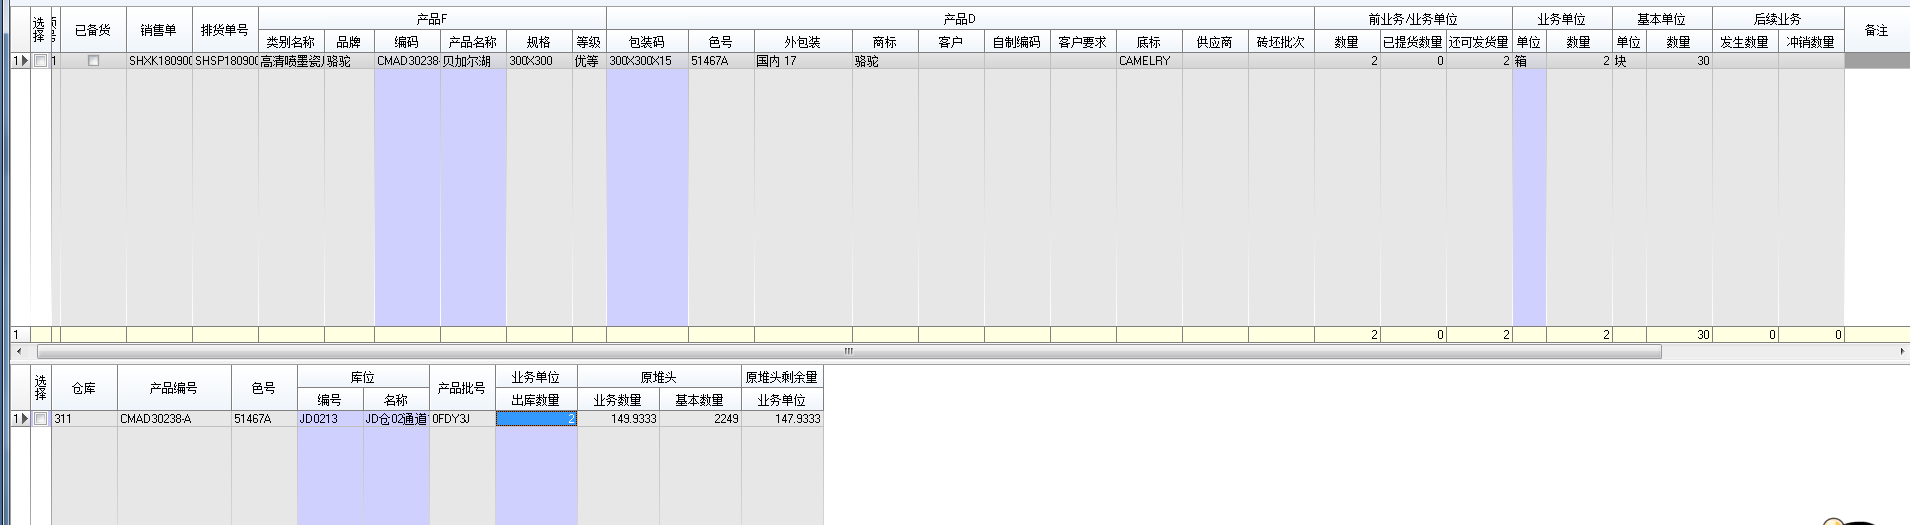 选择 已备货 销售单 排货单号 产品F 产品D 前业务/业务单位 业务单位 基本单位 后续业务 备注
类别名称 品牌 编码 产品名称 规格 等级 包装码 色号 外包装 商标 客户 自制编码 客户要求 底标 供应商 砖坯批次 数量 已提货数量 还可发货量 单位 数量 单位 数量 发生数量 冲销数量
1 1 SHXK180900 SHSP180900 高清喷墨瓷 骆驼 CMAD30238- 贝加尔湖 300X300 优等 300X300X15 51467A 国内 17 骆驼 CAMELRY 2 0 2 箱 2 块 30
1 2 0 2 2 30 0 0
选择 仓库 产品编号 色号 库位 产品批号 业务单位 原堆头 原堆头剩余量
编号 名称 出库数量 业务数量 基本数量 业务单位
1 311 CMAD30238-A 51467A JD0213 JD仓02通道 0FDY3J 2 149.9333 2249 147.9333